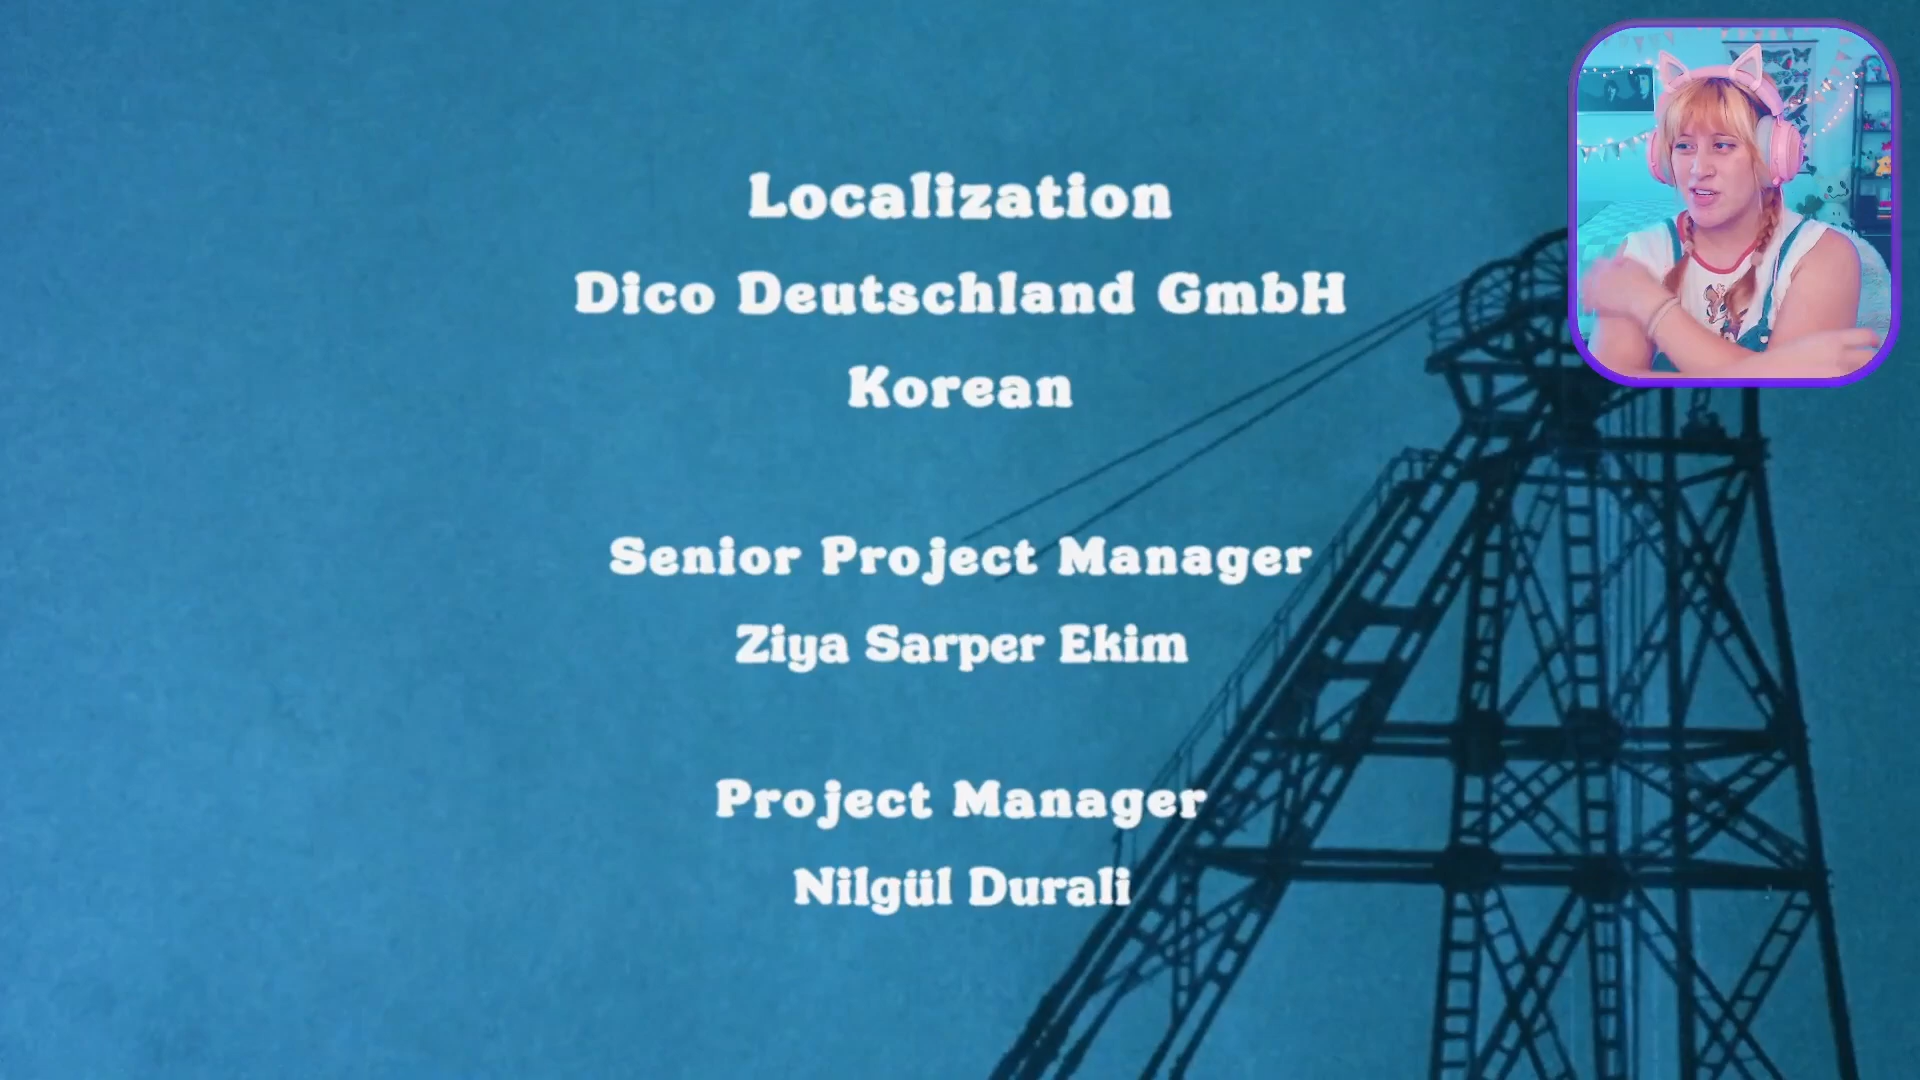 Localization
Dico Deutschland GmbH
Korean
Senior Project Manager
Ziya Sarper Ekim
Project Manager
Nilgül Durali